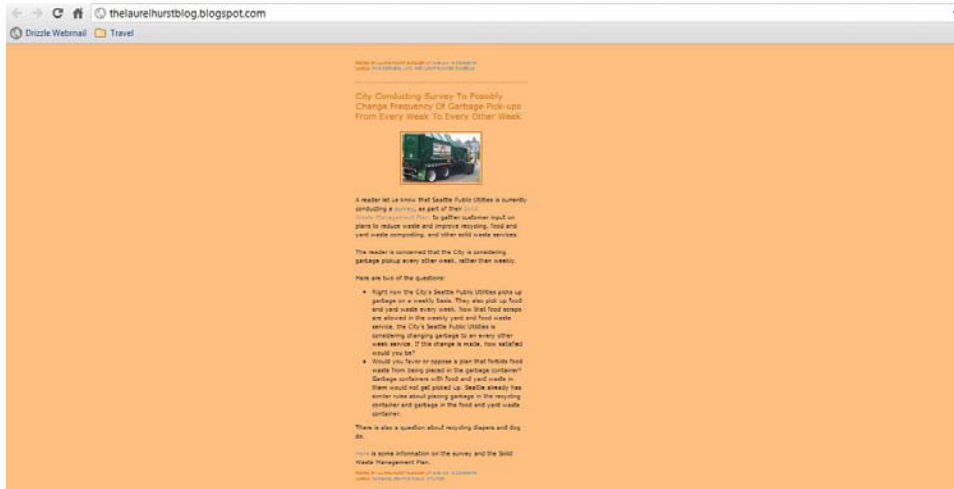 thelaurelhurstblog.blogspot.com
Drizzle Webmail Travel
City Conducting Survey To Possibly
Change Frequency Of Garbage Pick-ups
From Every Week To Every Other Week
A reader let us know that Seattle Public Utilities is currently
conducting a survey, as part of their Solid
Waste Management Plan, to gather customer input on
plans to reduce waste and improve recycling, food and
yard waste composting, and other solid waste services.
The reader is concerned that the City is considering
garbage pickup every other week, rather than weekly.
Here are two of the questions:
Right now the City's Seattle Public Utilities picks up
garbage on a weekly basis. They also pick up food
and yard waste every week. Now that food scraps
are allowed in the weekly yard and food waste
service, the City's Seattle Public Utilities is
considering changing garbage to an every other
week service. If this change is made, how satisfied
would you be?
Would you favor or oppose a plan that forbids food
waste from being placed in the garbage container?
Garbage containers with food and yard waste in
them would not get picked up. Seattle already has
similar rules about placing garbage in the recycling
container and garbage in the food and yard waste
container.
There is also a question about recycling diapers and dog
do.
Here is some information on the survey and the Solid
Waste Management Plan.